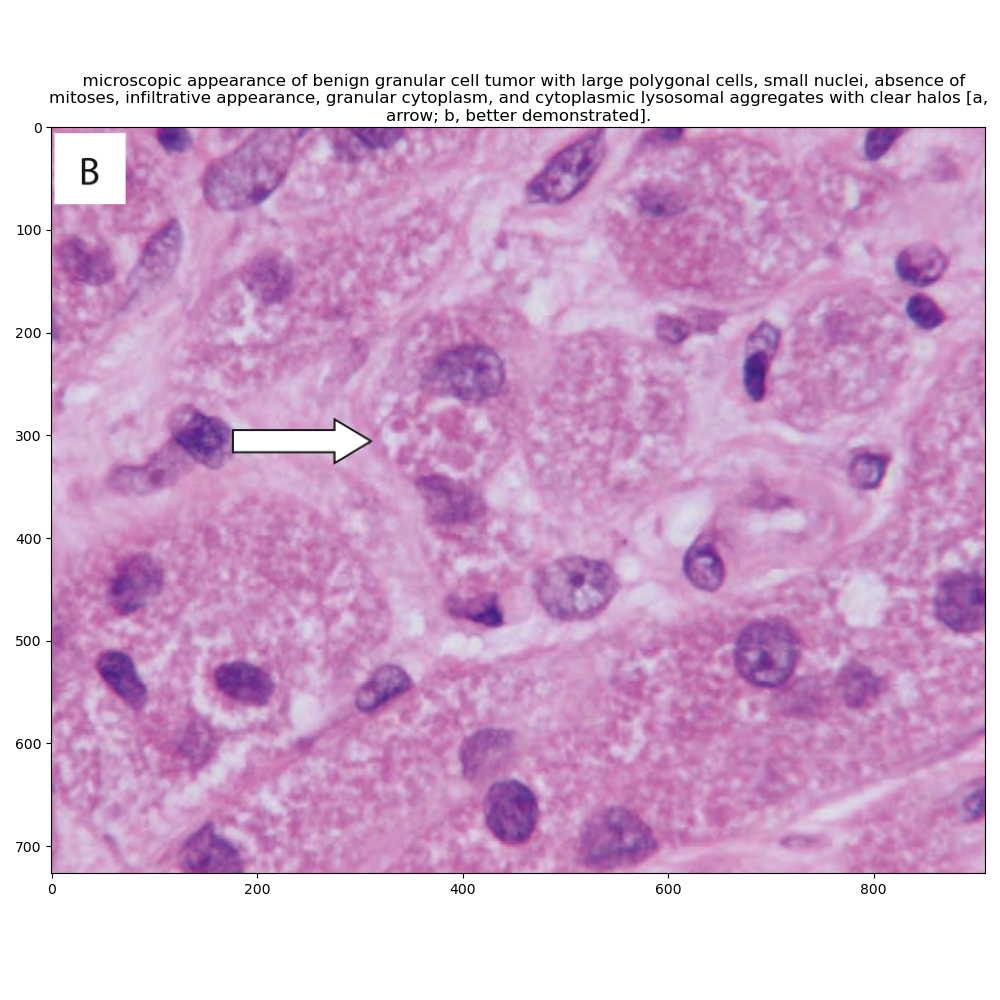 microscopic appearance of benign granular cell tumor with large polygonal cells, small nuclei, absence of
mitoses, infiltrative appearance, granular cytoplasm, and cytoplasmic lysosomal aggregates with clear halos [a,
arrow; b, better demonstrated].
B
0
100
200
300
400
500
600
700
0 200 400 600 800